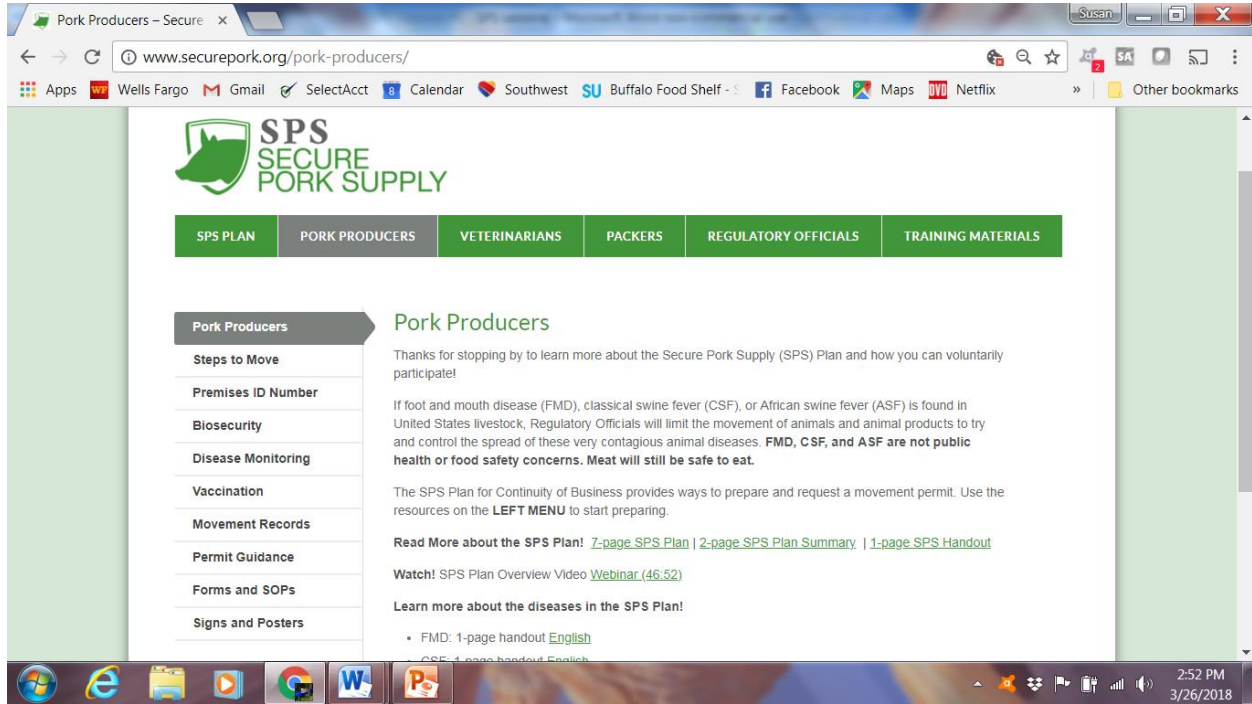 Pork Producers – Secure
Susan
www.securepork.org/pork-producers/
2
SA
Apps WF Wells Fargo Gmail SelectAcct 8 Calendar Southwest SU Buffalo Food Shelf - Facebook Maps DVD Netflix » Other bookmarks
SPS
SECURE
PORK SUPPLY
SPS PLAN PORK PRODUCERS VETERINARIANS PACKERS REGULATORY OFFICIALS TRAINING MATERIALS
Pork Producers
Steps to Move
Premises ID Number
Biosecurity
Disease Monitoring
Vaccination
Movement Records
Permit Guidance
Forms and SOPs
Signs and Posters
Pork Producers
Thanks for stopping by to learn more about the Secure Pork Supply (SPS) Plan and how you can voluntarily
participate!
If foot and mouth disease (FMD), classical swine fever (CSF), or African swine fever (ASF) is found in
United States livestock, Regulatory Officials will limit the movement of animals and animal products to try
and control the spread of these very contagious animal diseases. FMD, CSF, and ASF are not public
health or food safety concerns. Meat will still be safe to eat.
The SPS Plan for Continuity of Business provides ways to prepare and request a movement permit. Use the
resources on the LEFT MENU to start preparing.
Read More about the SPS Plan! 7-page SPS Plan | 2-page SPS Plan Summary | 1-page SPS Handout
Watch! SPS Plan Overview Video Webinar (46:52)
Learn more about the diseases in the SPS Plan!
• FMD: 1-page handout English
• CSF: 1-page handout English
2:52 PM
3/26/2018